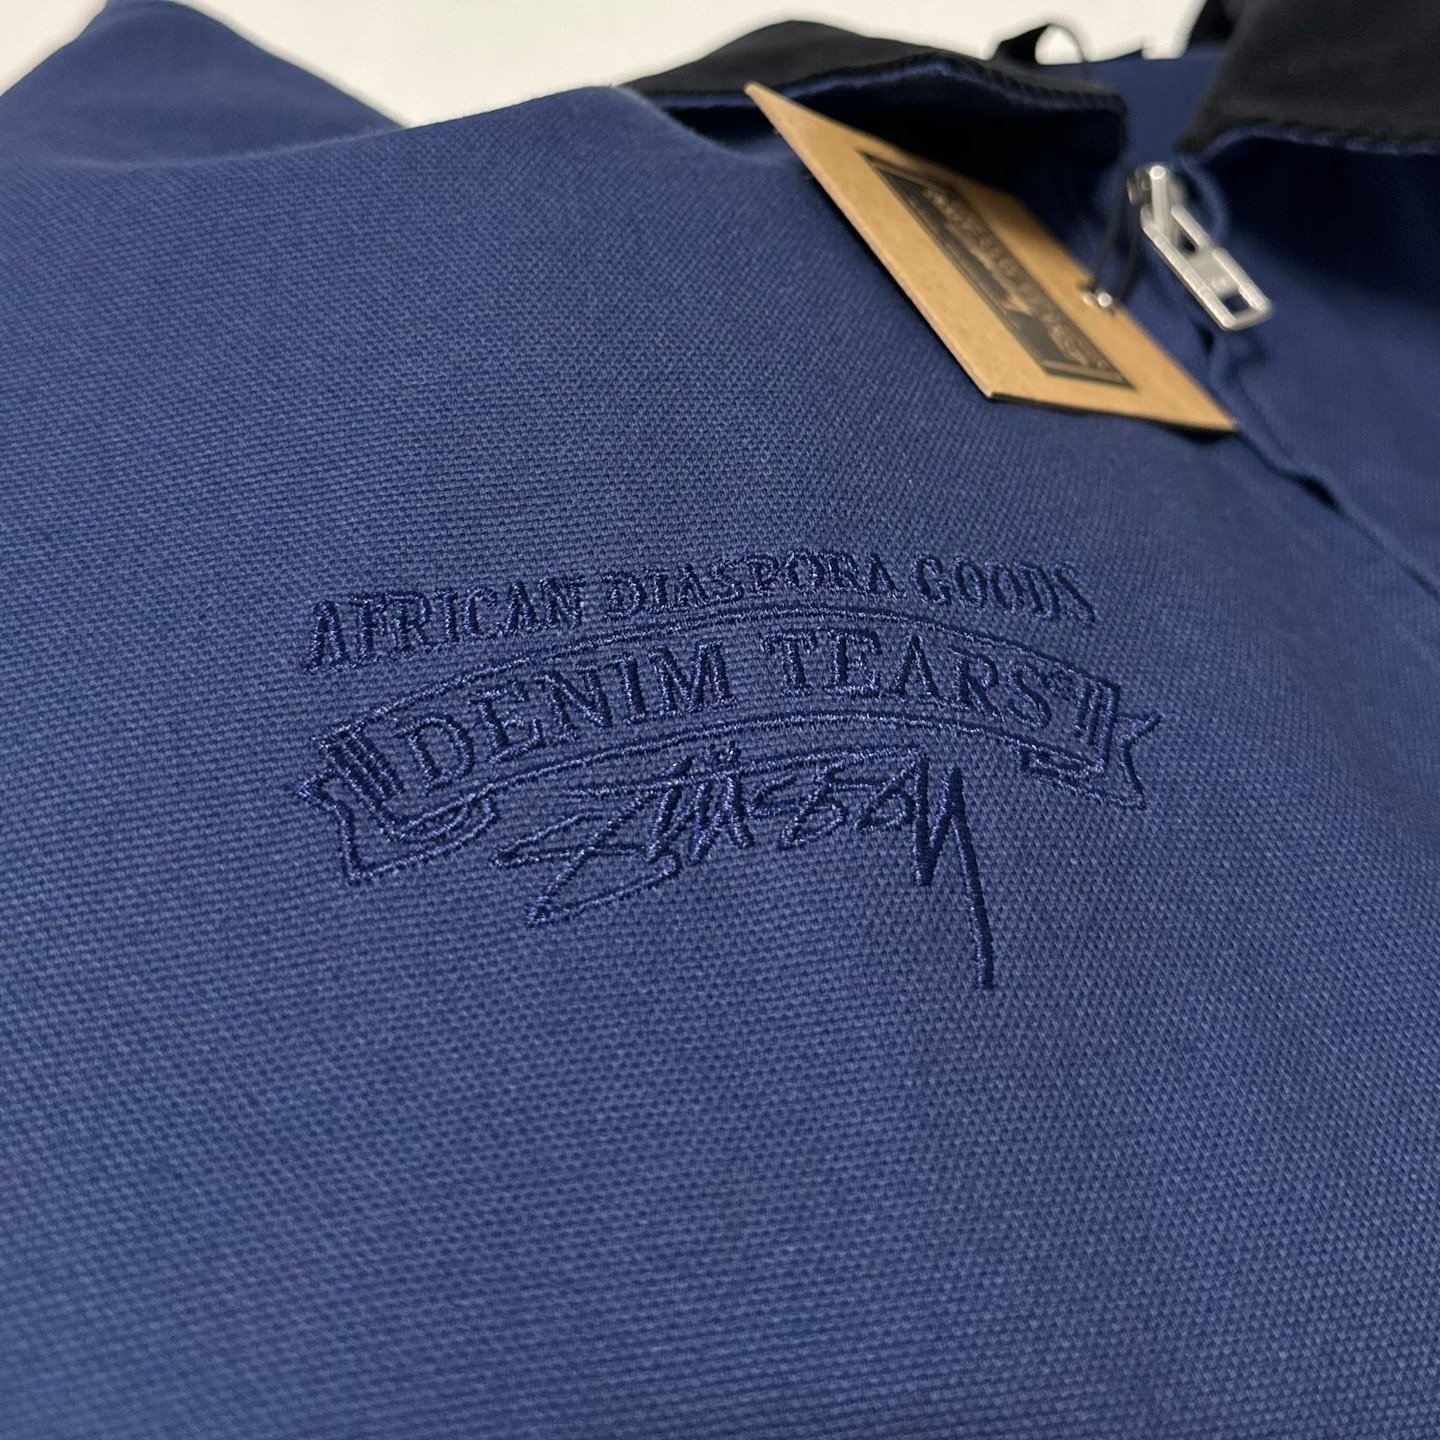 AFRICAN DIASPORA GOODS
DENIM TEARS
Stüssy